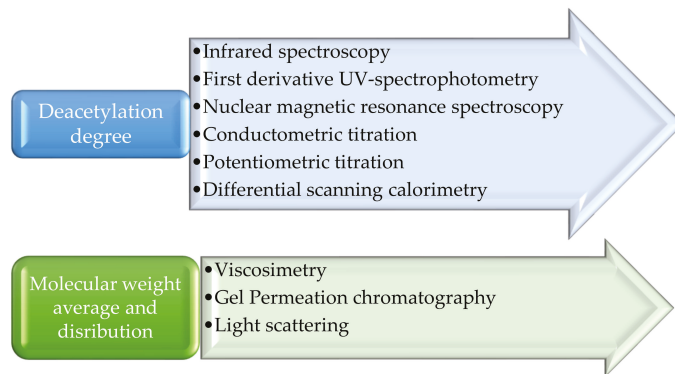 Deacetylation
degree
•Infrared spectroscopy
•First derivative UV-spectrophotometry
•Nuclear magnetic resonance spectroscopy
•Conductometric titration
•Potentiometric titration
•Differential scanning calorimetry
Molecular weight
average and
disribution
•Viscosimetry
•Gel Permeation chromatography
•Light scattering